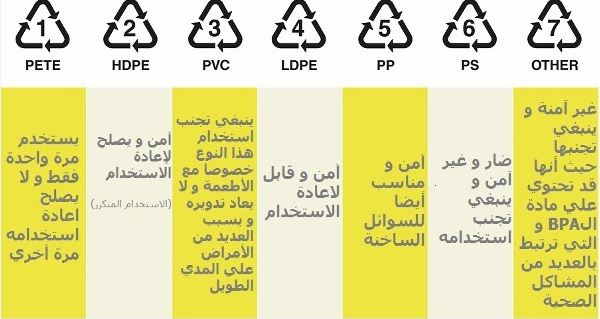 1
PETE
2
HDPE
3
PVC
4
LDPE
5
PP
6
PS
7
OTHER
يستخدم
مرة واحدة
فقط و لا
يصلح
اعادة
استخدامه
مرة أخري
آمن و يصلح
لإعادة
الاستخدام
(الاستخدام المتكرر)
ينبغي تجنب
استخدام
هذا النوع
خصوصا مع
الأطعمة و لا
يعاد تدويره
و يسبب
العديد من
الأمراض
علي المدي
الطويل
آمن و قابل
لاعادة
الاستخدام
آمن و
مناسب
أيضا
للسوائل
الساخنة
ضار و غير
آمن و
ينبغي
تجنب
استخدامه
غير آمنة و
ينبغي
تجنبها
حيث أنها
قد تحتوي
علي مادة
الBPA و
التي ترتبط
بالعديد من
المشاكل
الصحية